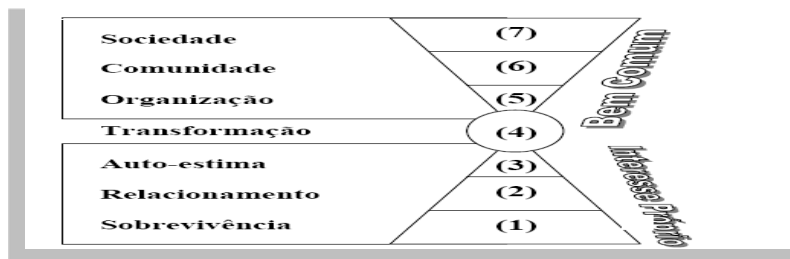 Sociedade (7)
Comunidade (6)
Organização (5)
Transformação (4)
Auto-estima (3)
Relacionamento (2)
Sobrevivência (1)
Bem Comum
Interesse Próprio